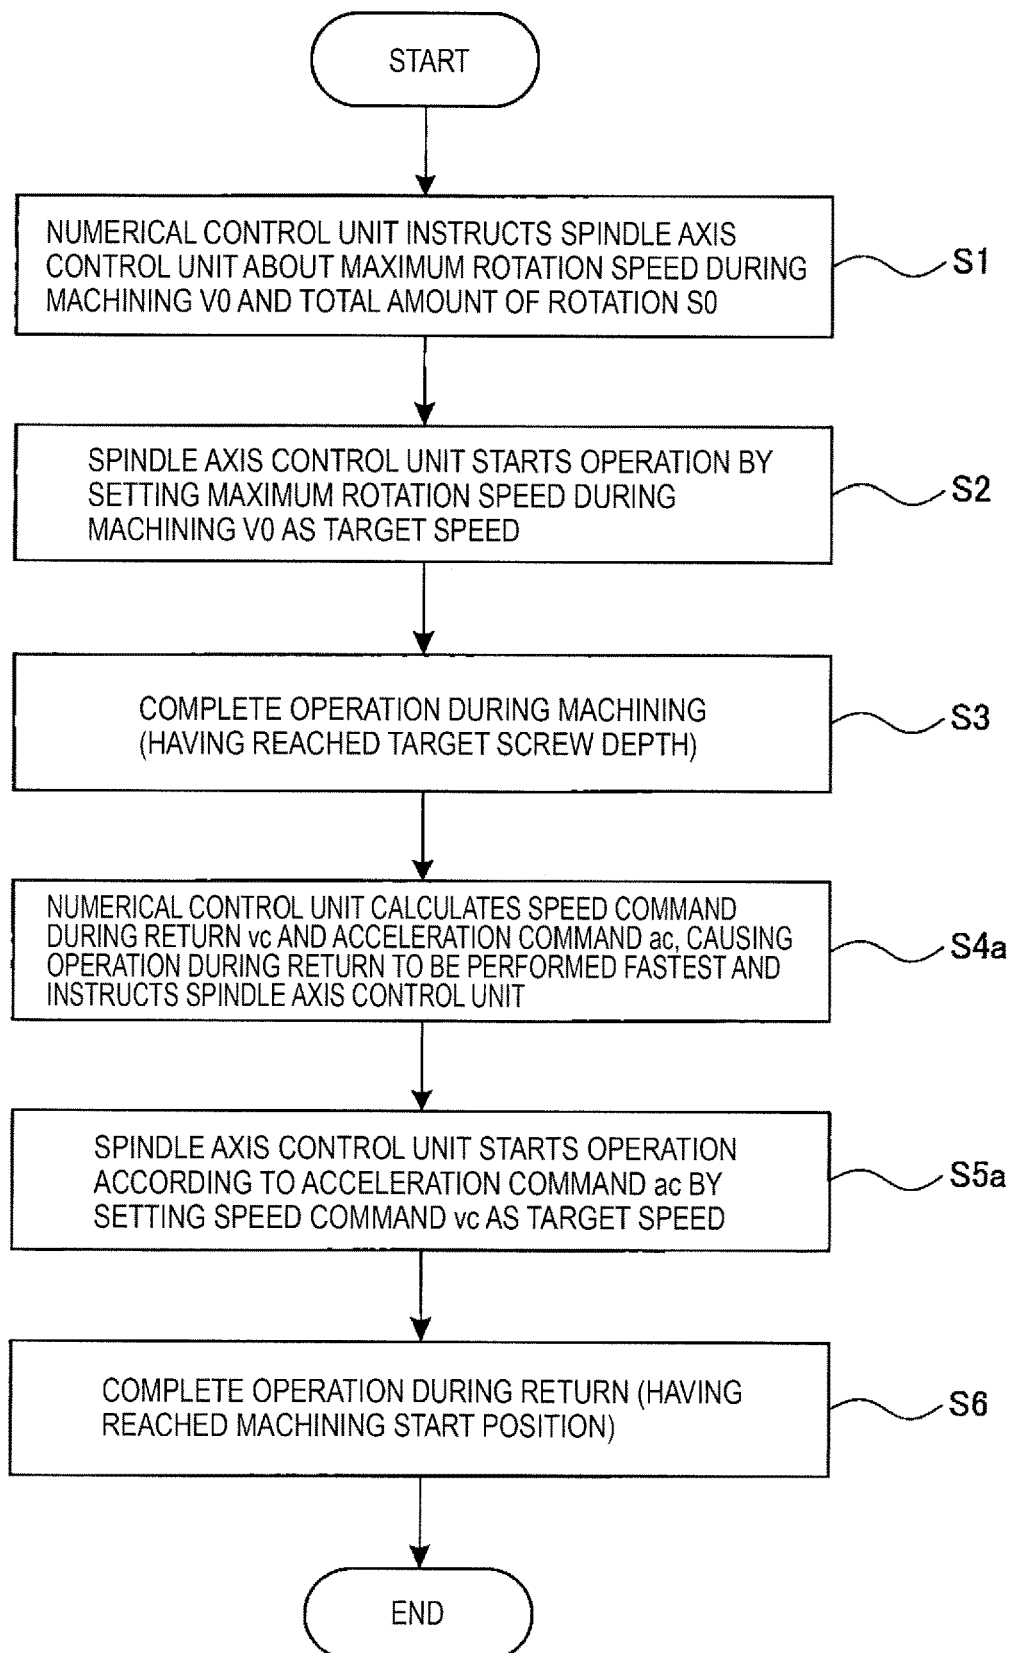 START
NUMERICAL CONTROL UNIT INSTRUCTS SPINDLE AXIS
CONTROL UNIT ABOUT MAXIMUM ROTATION SPEED DURING
MACHINING V0 AND TOTAL AMOUNT OF ROTATION S0
S1
SPINDLE AXIS CONTROL UNIT STARTS OPERATION BY
SETTING MAXIMUM ROTATION SPEED DURING
MACHINING V0 AS TARGET SPEED
S2
COMPLETE OPERATION DURING MACHINING
(HAVING REACHED TARGET SCREW DEPTH)
S3
NUMERICAL CONTROL UNIT CALCULATES SPEED COMMAND
DURING RETURN vc AND ACCELERATION COMMAND ac, CAUSING
OPERATION DURING RETURN TO BE PERFORMED FASTEST AND
INSTRUCTS SPINDLE AXIS CONTROL UNIT
S4a
SPINDLE AXIS CONTROL UNIT STARTS OPERATION
ACCORDING TO ACCELERATION COMMAND ac BY
SETTING SPEED COMMAND vc AS TARGET SPEED
S5a
COMPLETE OPERATION DURING RETURN (HAVING
REACHED MACHINING START POSITION)
S6
END